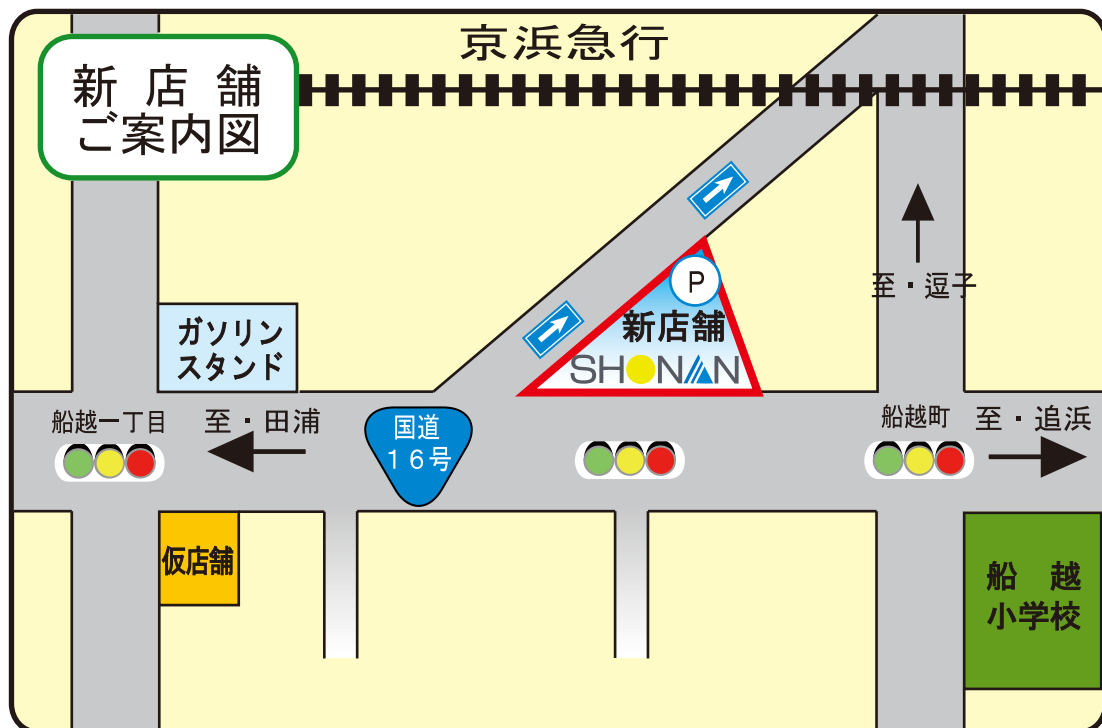 新店舗
ご案内図
京浜急行
P
新店舗
SHONAN
至・逗子
ガソリン
スタンド
船越一丁目
至・田浦
国道
１６号
船越町
至・追浜
仮店舗
船越
小学校